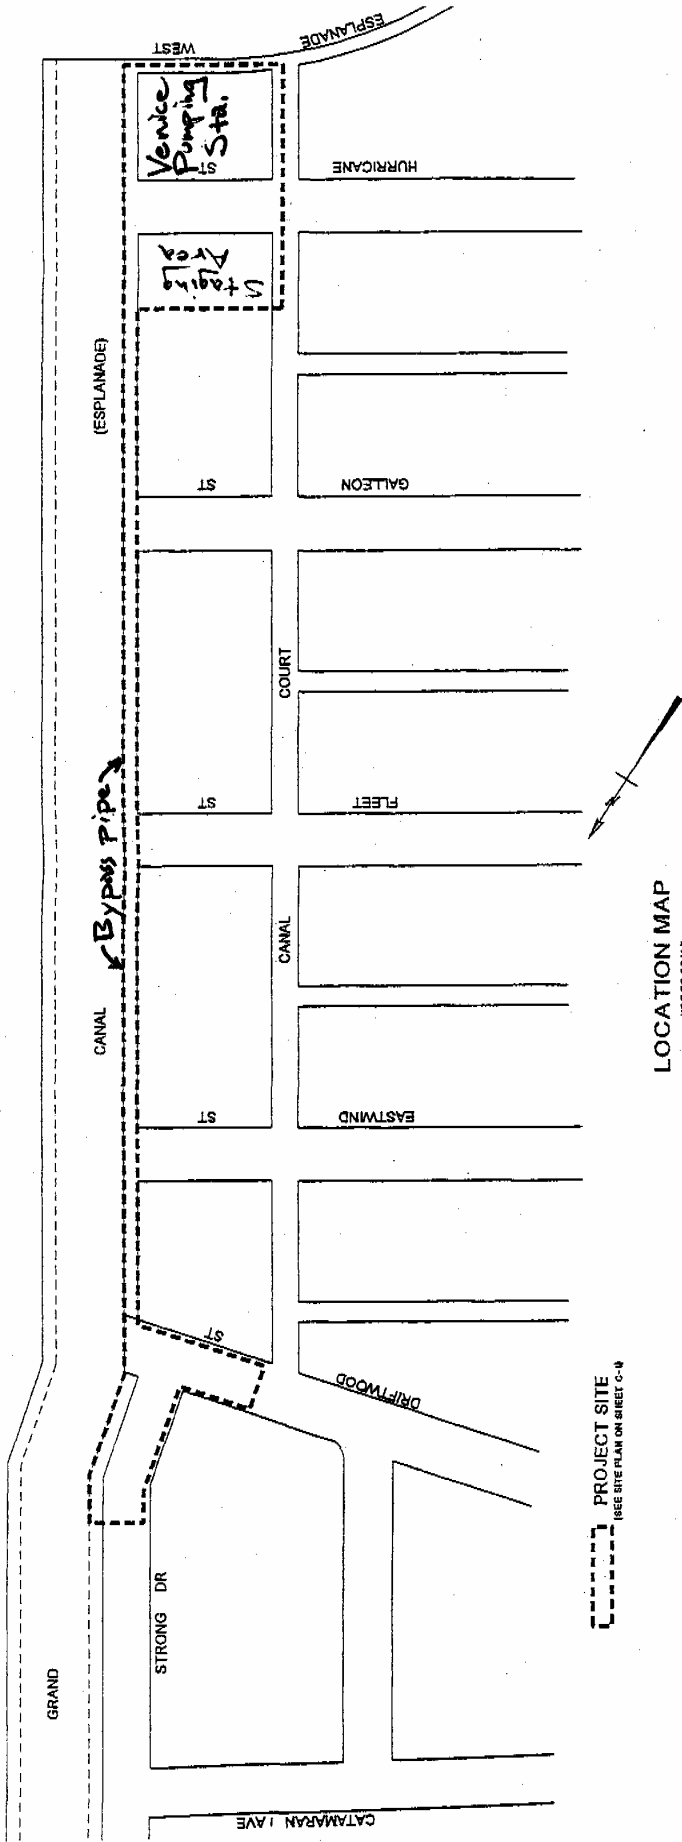 WEST
ESPLANADE
Venice
Pumping
Sta.
ST
HURRICANE
Staging
Area
(ESPLANADE)
ST
GALLEON
COURT
Bypass pipe
ST
FLEET
CANAL
CANAL
ST
EASTWIND
ST
DRIFTWOOD
LOCATION MAP
PROJECT SITE
(SEE SITE PLAN ON SHEET C-1)
STRONG DR
GRAND
CATAMARAN AVE
N